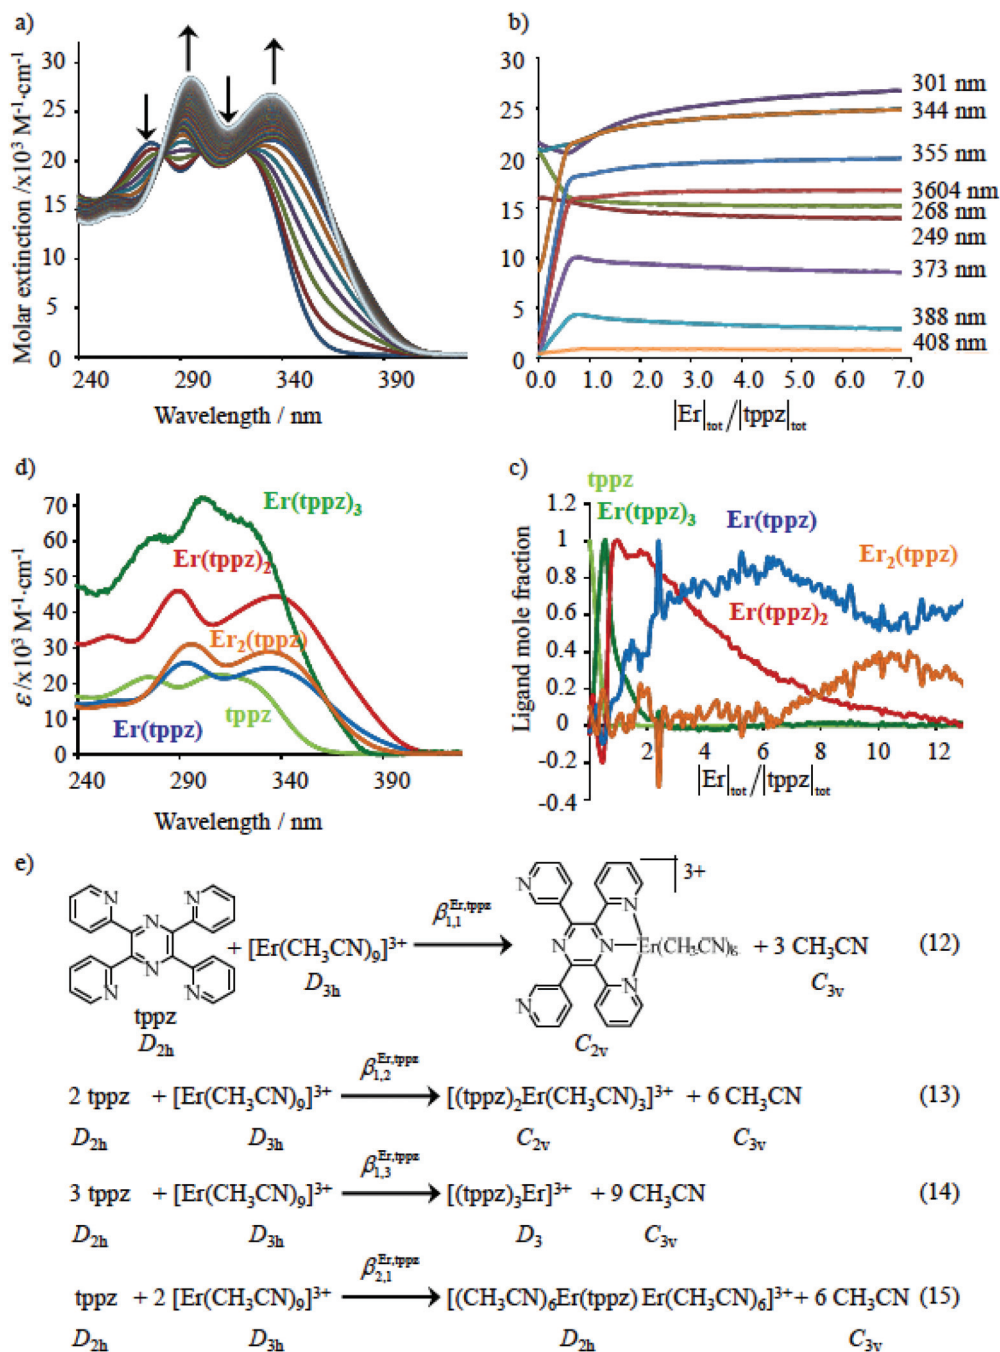 a)
Molar extinction /x10³ M⁻¹·cm⁻¹
30
25
20
15
10
5
0
240 290 340 390
Wavelength / nm
b)
30
25
20
15
10
5
0
0.0 1.0 2.0 3.0 4.0 5.0 6.0 7.0
|Er|tot/|tppz|tot
301 nm
344 nm
355 nm
3604 nm
268 nm
249 nm
373 nm
388 nm
408 nm
d)
ε /x 10³ M⁻¹·cm⁻¹
70
60
50
40
30
20
10
0
240 290 340 390
Wavelength / nm
Er(tppz)₃
Er(tppz)₂
Er₂(tppz)
Er(tppz)
tppz
c)
Ligand mole fraction
1.2
1
0.8
0.6
0.4
0.2
0
-0.2
-0.4
2 4 6 8 10 12
|Er|tot/|tppz|tot
tppz
Er(tppz)₃
Er(tppz)
Er₂(tppz)
Er(tppz)₂
e)
N N N N N N
tppz
D₂h
+ [Er(CH₃CN)₉]³⁺
D₃h
β₁,₁ᴱʳ,ᵗᵖᵖᶻ
N N N N N N Er(CH₃CN)₆ 3+
C₂v
+ 3 CH₃CN (12)
C₃v
β₁,₂ᴱʳ,ᵗᵖᵖᶻ
2 tppz + [Er(CH₃CN)₉]³⁺ [(tppz)₂Er(CH₃CN)₃]³⁺ + 6 CH₃CN (13)
D₂h D₃h C₂v C₃v
β₁,₃ᴱʳ,ᵗᵖᵖᶻ
3 tppz + [Er(CH₃CN)₉]³⁺ [(tppz)₃Er]³⁺ + 9 CH₃CN (14)
D₂h D₃h D₃ C₃v
β₂,₁ᴱʳ,ᵗᵖᵖᶻ
tppz + 2 [Er(CH₃CN)₉]³⁺ [(CH₃CN)₆Er(tppz) Er(CH₃CN)₆]³⁺ + 6 CH₃CN (15)
D₂h D₃h D₂h C₃v